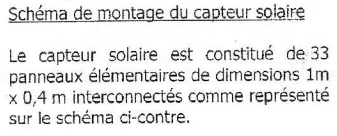 Schéma de montage du capteur solaire
Le capteur solaire est constitué de 33
panneaux élémentaires de dimensions 1m
x 0,4 m interconnectés comme représenté
sur le schéma ci-contre.